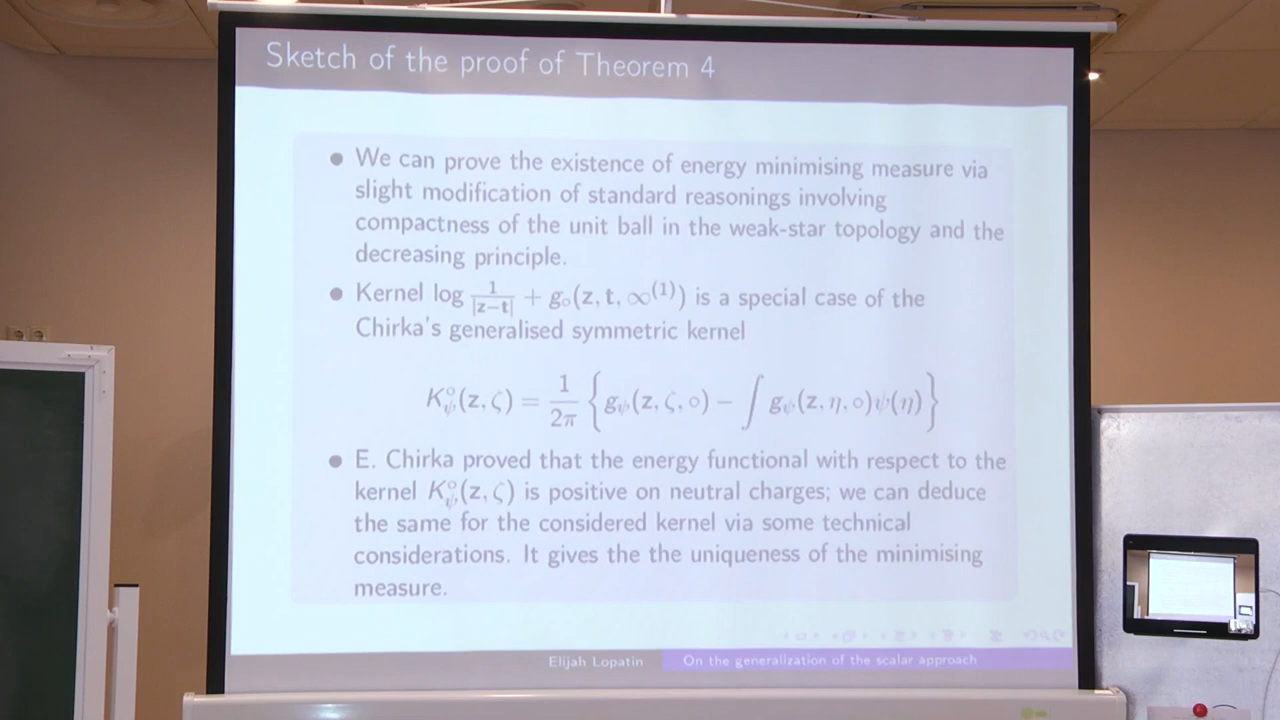 Sketch of the proof of Theorem 4
● We can prove the existence of energy minimising measure via
slight modification of standard reasonings involving
compactness of the unit ball in the weak-star topology and the
decreasing principle.
● Kernel log 1/|z−t| + g∘(z, t, ∞⁽¹⁾) is a special case of the
Chirka's generalised symmetric kernel
K°_ψ(z, ζ) = 1/2π { g_ψ(z, ζ, ∘) − ∫ g_ψ(z, η, ∘)ψ(η) }
● E. Chirka proved that the energy functional with respect to the
kernel K°_ψ(z, ζ) is positive on neutral charges; we can deduce
the same for the considered kernel via some technical
considerations. It gives the the uniqueness of the minimising
measure.
Elijah Lopatin On the generalization of the scalar approach